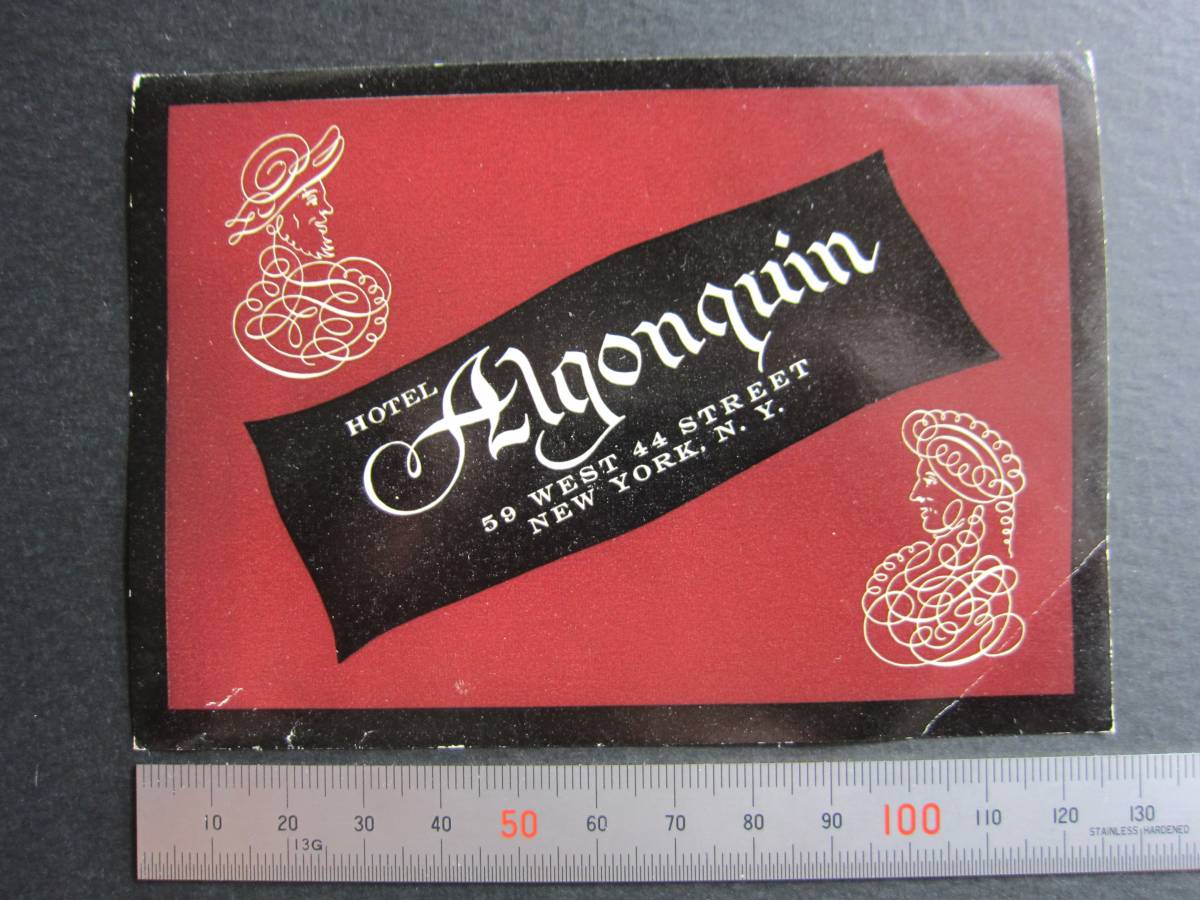 HOTEL Algonquin
59 WEST 44 STREET
NEW YORK, N. Y.
10 20 30 40 50 60 70 80 90 100 110 120 130
13G
STAINLESS HARDENED